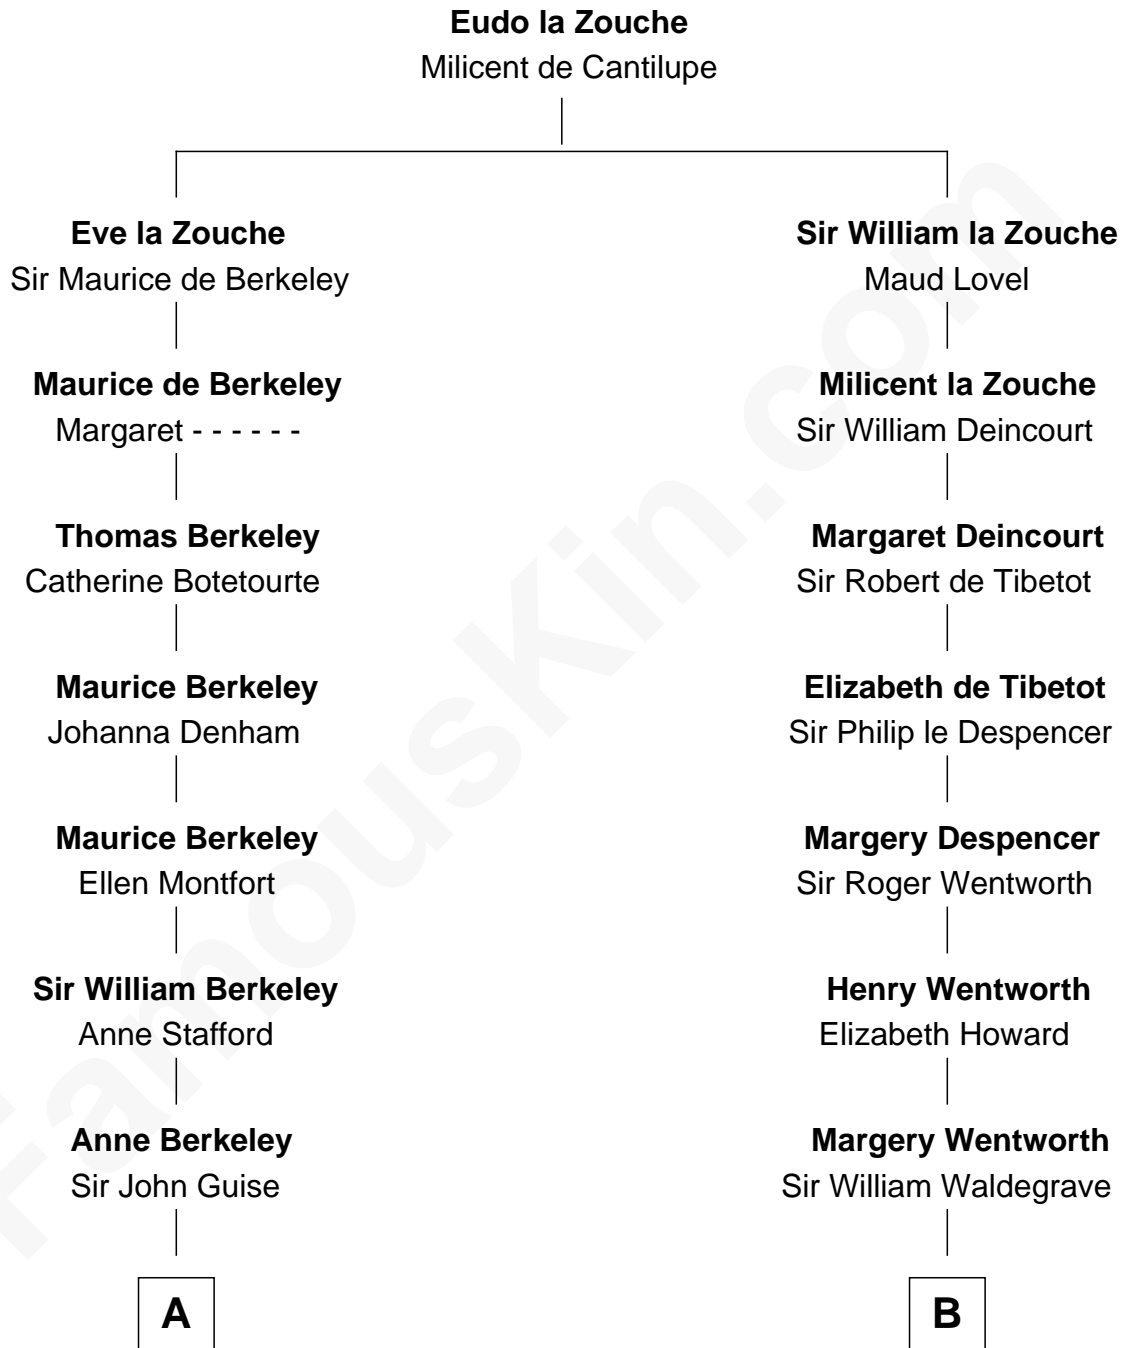 Eudo la Zouche
Milicent de Cantilupe
Eve la Zouche
Sir Maurice de Berkeley
Maurice de Berkeley
Margaret - - - - - -
Thomas Berkeley
Catherine Botetourte
Maurice Berkeley
Johanna Denham
Maurice Berkeley
Ellen Montfort
Sir William Berkeley
Anne Stafford
Anne Berkeley
Sir John Guise
A
Sir William la Zouche
Maud Lovel
Milicent la Zouche
Sir William Deincourt
Margaret Deincourt
Sir Robert de Tibetot
Elizabeth de Tibetot
Sir Philip le Despencer
Margery Despencer
Sir Roger Wentworth
Henry Wentworth
Elizabeth Howard
Margery Wentworth
Sir William Waldegrave
B
FamousKin.com